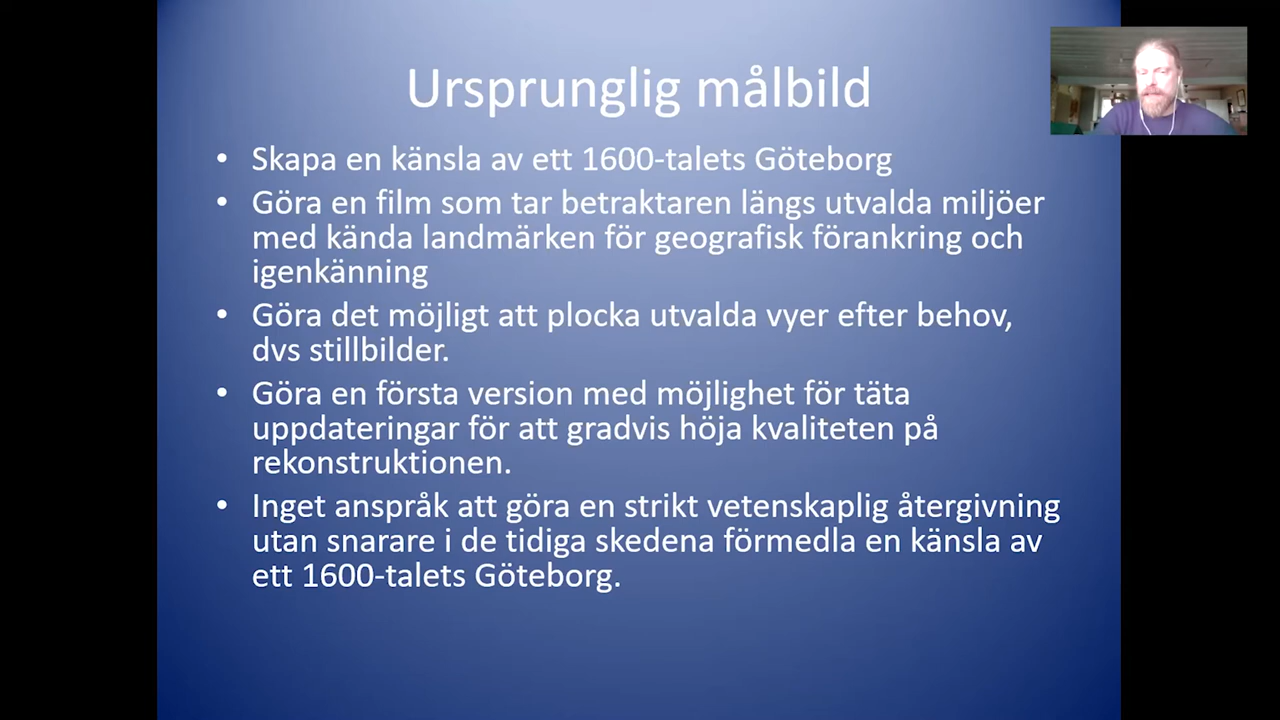 Ursprunglig målbild
• Skapa en känsla av ett 1600-talets Göteborg
• Göra en film som tar betraktaren längs utvalda miljöer
med kända landmärken för geografisk förankring och
igenkänning
• Göra det möjligt att plocka utvalda vyer efter behov,
dvs stillbilder.
• Göra en första version med möjlighet för täta
uppdateringar för att gradvis höja kvaliteten på
rekonstruktionen.
• Inget anspråk att göra en strikt vetenskaplig återgivning
utan snarare i de tidiga skedena förmedla en känsla av
ett 1600-talets Göteborg.